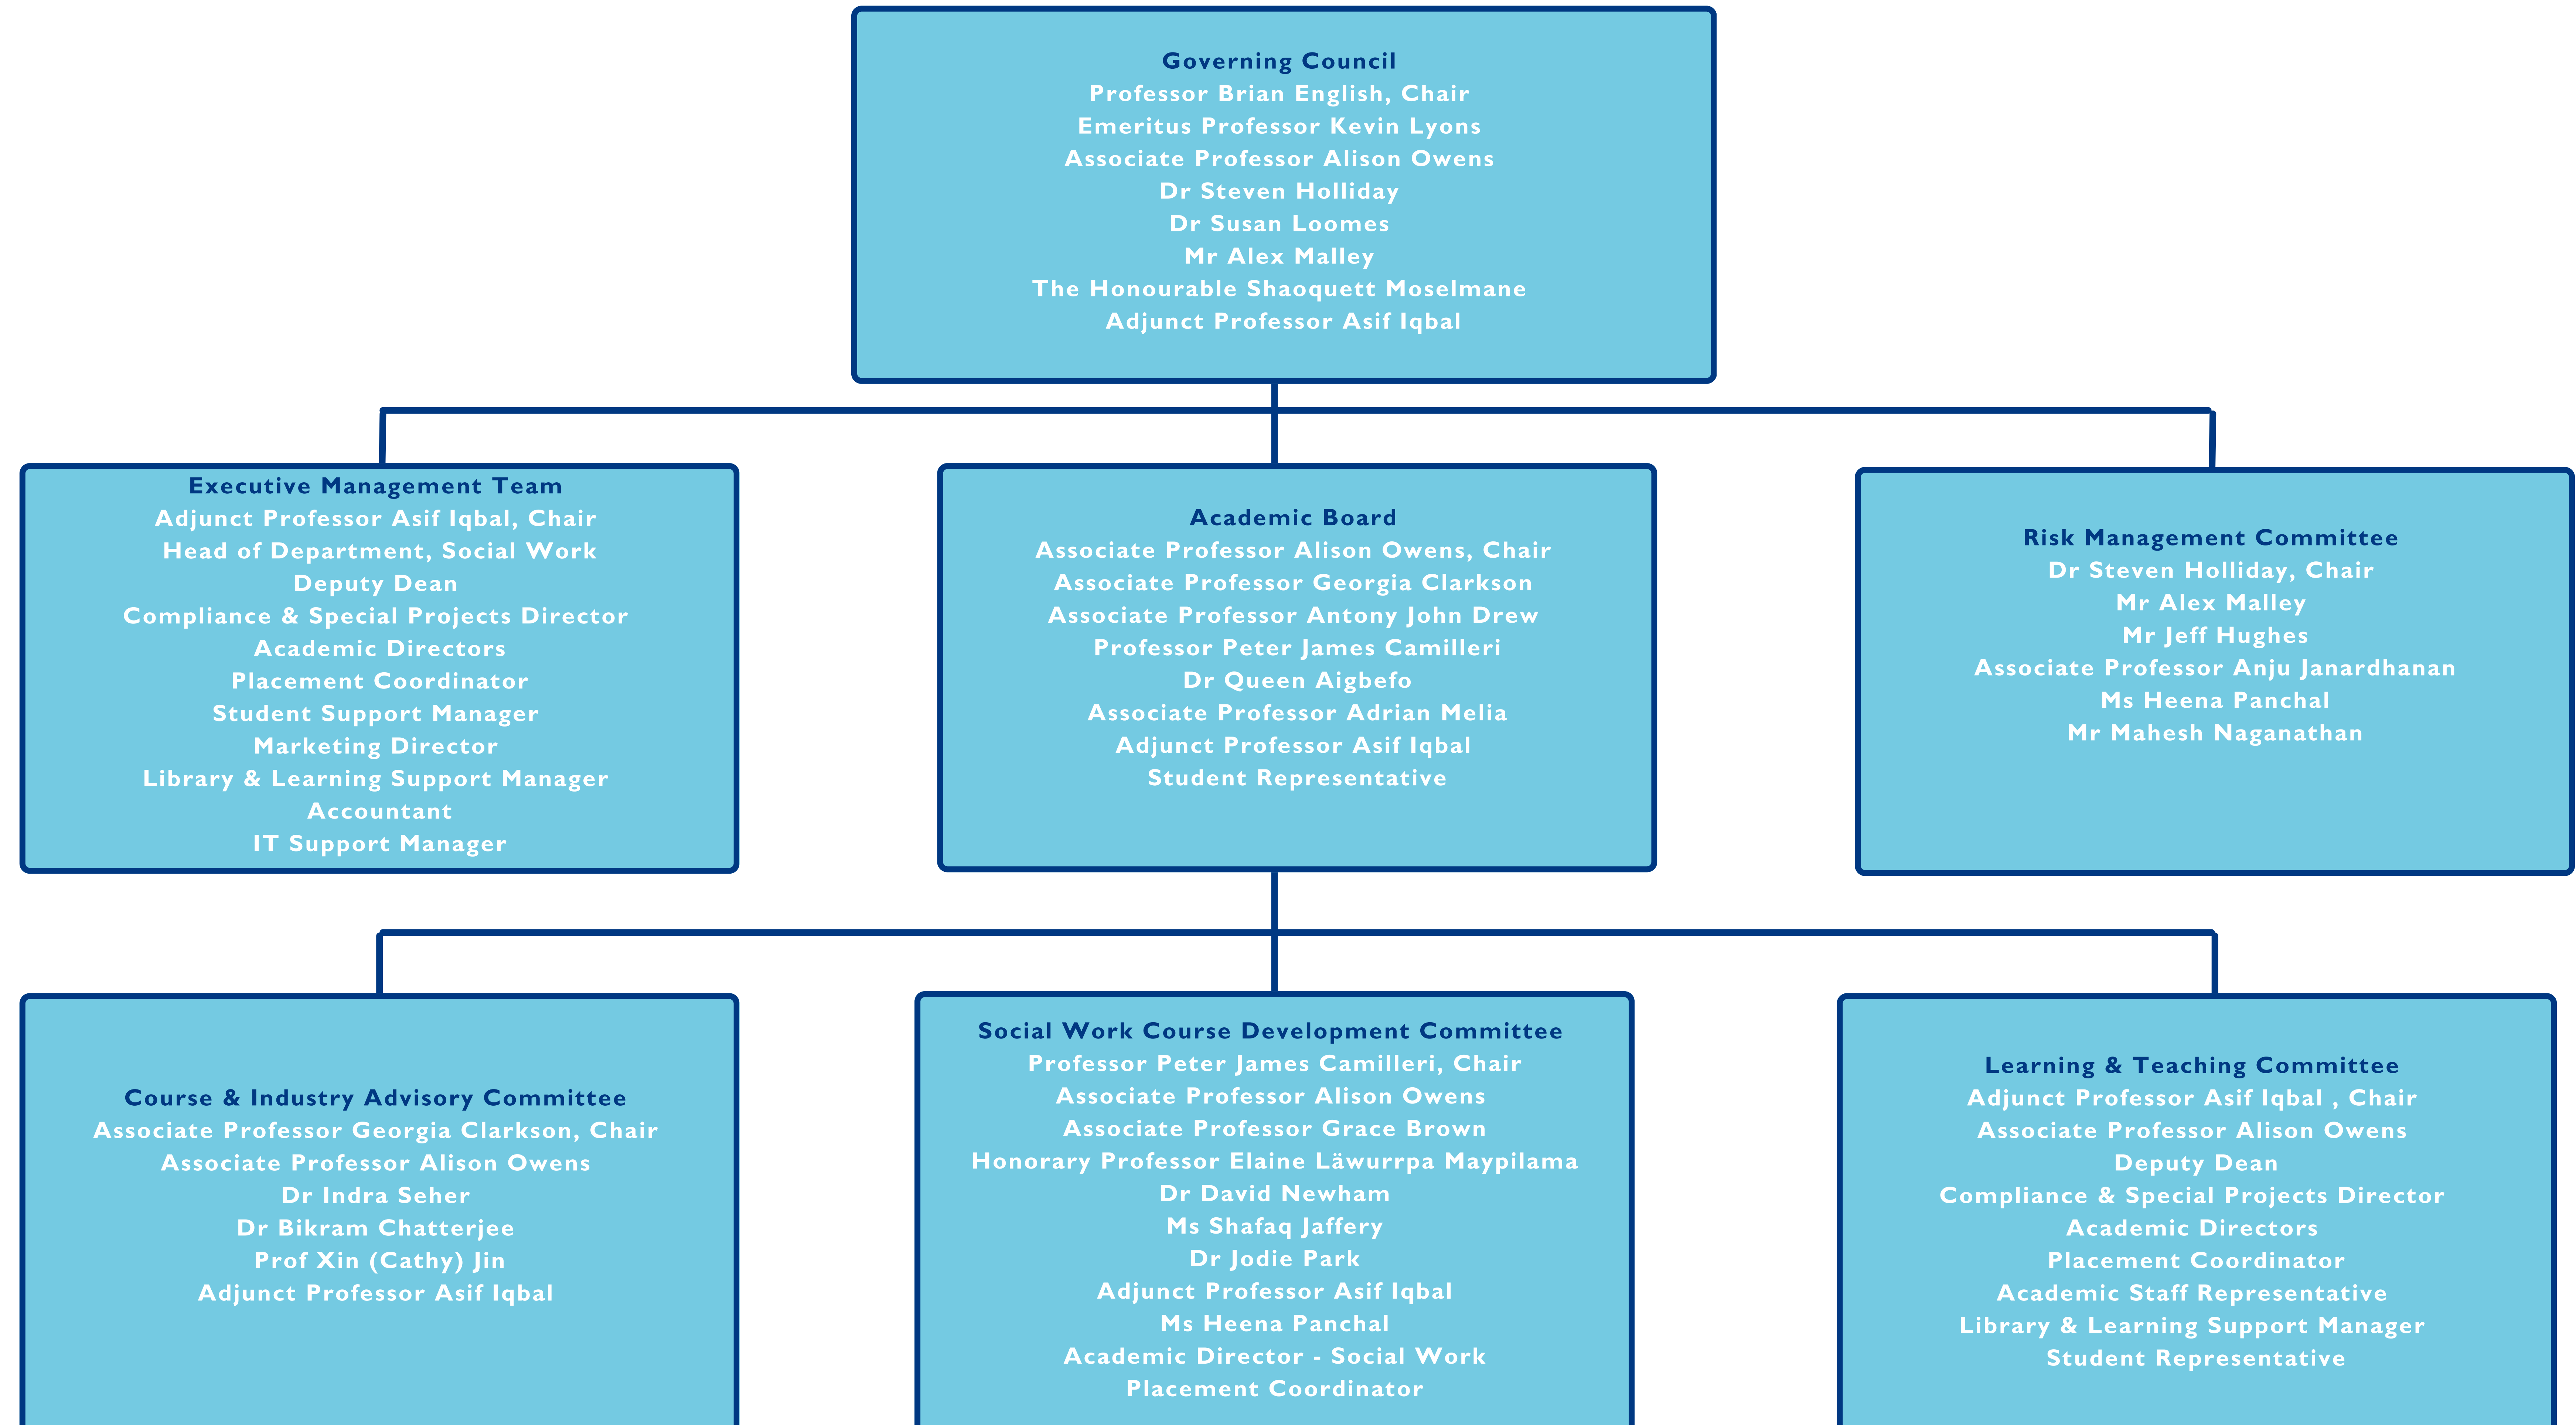 Governing Council
Professor Brian English, Chair
Emeritus Professor Kevin Lyons
Associate Professor Alison Owens
Dr Steven Holliday
Dr Susan Loomes
Mr Alex Malley
The Honourable Shaoquett Moselmane
Adjunct Professor Asif Iqbal
Executive Management Team
Adjunct Professor Asif Iqbal, Chair
Head of Department, Social Work
Deputy Dean
Compliance & Special Projects Director
Academic Directors
Placement Coordinator
Student Support Manager
Marketing Director
Library & Learning Support Manager
Accountant
IT Support Manager
Academic Board
Associate Professor Alison Owens, Chair
Associate Professor Georgia Clarkson
Associate Professor Antony John Drew
Professor Peter James Camilleri
Dr Queen Aigbefo
Associate Professor Adrian Melia
Adjunct Professor Asif Iqbal
Student Representative
Risk Management Committee
Dr Steven Holliday, Chair
Mr Alex Malley
Mr Jeff Hughes
Associate Professor Anju Janardhanan
Ms Heena Panchal
Mr Mahesh Naganathan
Course & Industry Advisory Committee
Associate Professor Georgia Clarkson, Chair
Associate Professor Alison Owens
Dr Indra Seher
Dr Bikram Chatterjee
Prof Xin (Cathy) Jin
Adjunct Professor Asif Iqbal
Social Work Course Development Committee
Professor Peter James Camilleri, Chair
Associate Professor Alison Owens
Associate Professor Grace Brown
Honorary Professor Elaine Läwurrpa Maypilama
Dr David Newham
Ms Shafaq Jaffery
Dr Jodie Park
Adjunct Professor Asif Iqbal
Ms Heena Panchal
Academic Director - Social Work
Placement Coordinator
Learning & Teaching Committee
Adjunct Professor Asif Iqbal , Chair
Associate Professor Alison Owens
Deputy Dean
Compliance & Special Projects Director
Academic Directors
Placement Coordinator
Academic Staff Representative
Library & Learning Support Manager
Student Representative